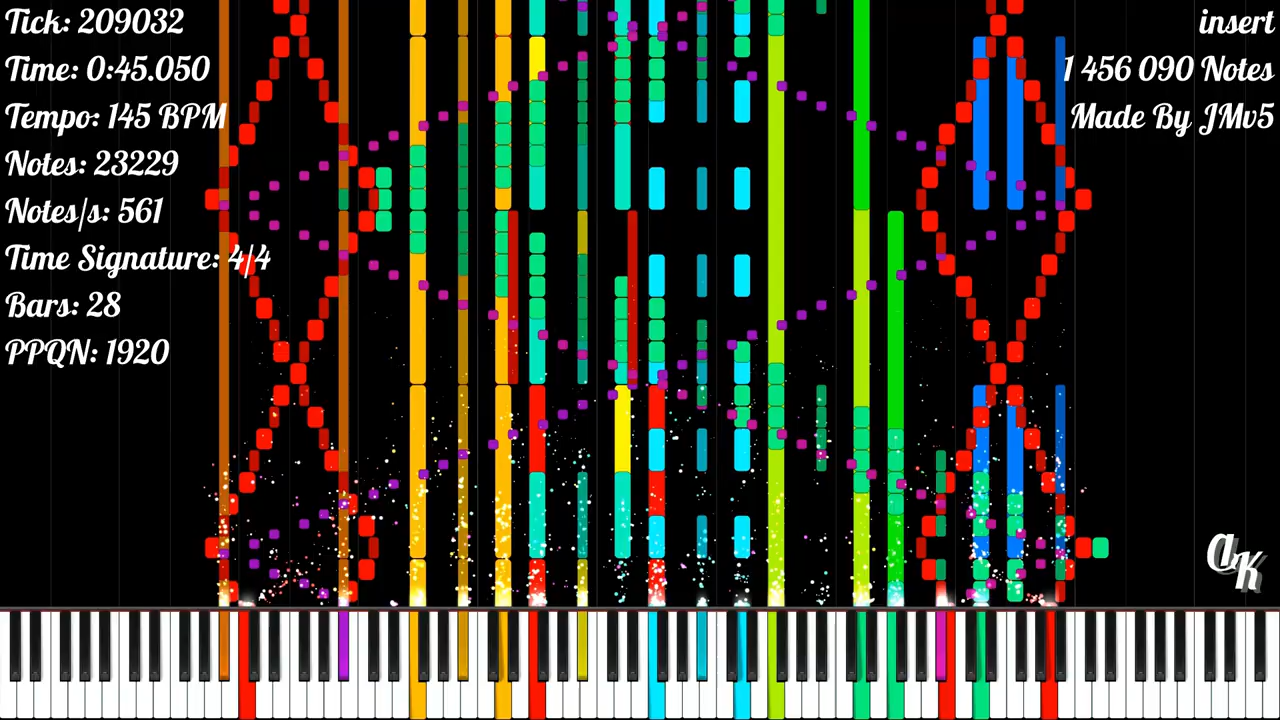 Tick: 209032
Time: 0:45.050
Tempo: 145 BPM
Notes: 23229
Notes/s: 561
Time Signature: 4/4
Bars: 28
PPQN: 1920
insert
1 456 090 Notes
Made By JMv5
aK